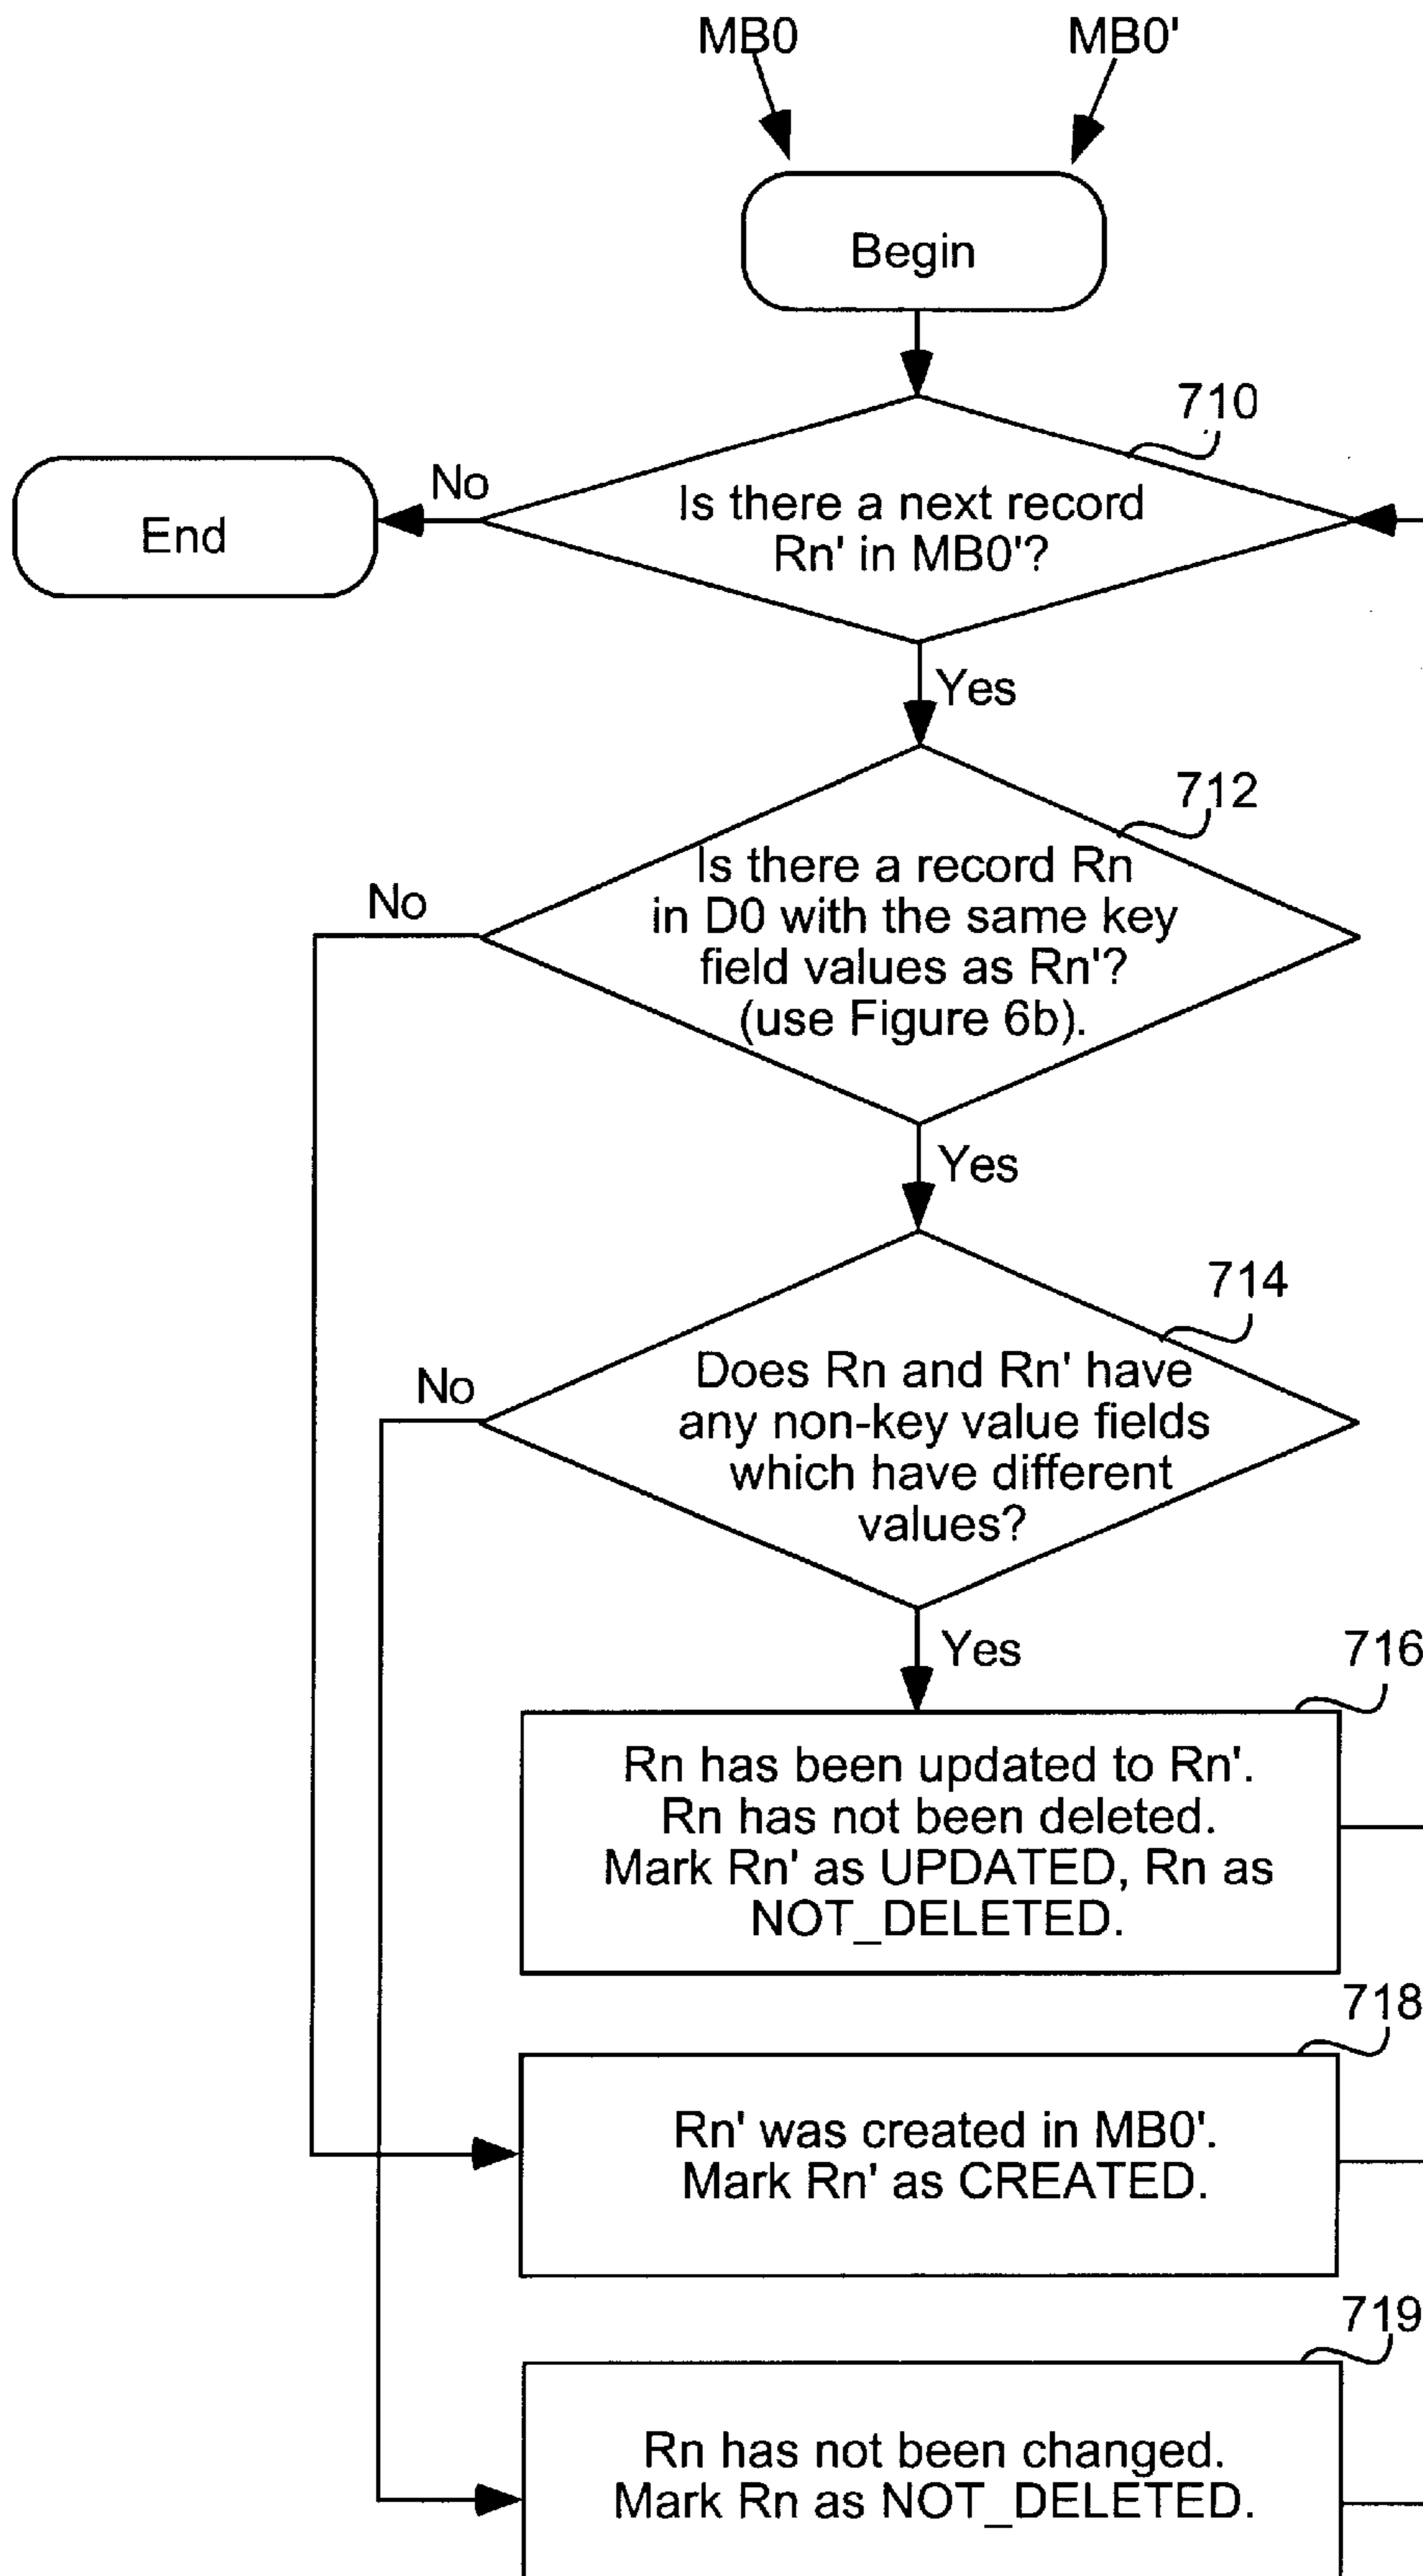 MB0
MB0'
Begin
710
Is there a next record
Rn' in MB0'?
No
End
Yes
712
Is there a record Rn
in D0 with the same key
field values as Rn'?
(use Figure 6b).
No
Yes
714
Does Rn and Rn' have
any non-key value fields
which have different
values?
No
Yes
716
Rn has been updated to Rn'.
Rn has not been deleted.
Mark Rn' as UPDATED, Rn as
NOT_DELETED.
718
Rn' was created in MB0'.
Mark Rn' as CREATED.
719
Rn has not been changed.
Mark Rn as NOT_DELETED.